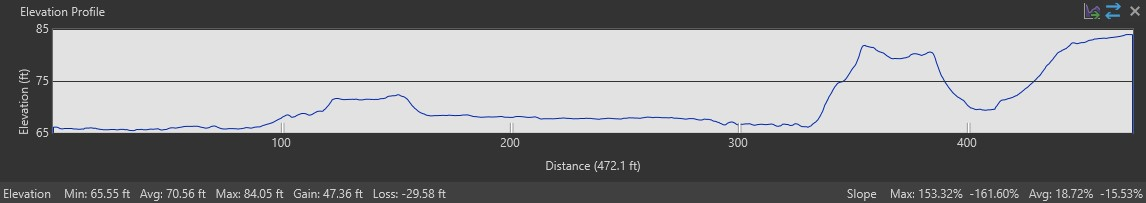 Elevation Profile
85
75
65
Elevation (ft)
100 200 300 400
Distance (472.1 ft)
Elevation Min: 65.55 ft Avg: 70.56 ft Max: 84.05 ft Gain: 47.36 ft Loss: -29.58 ft Slope Max: 153.32% -161.60% Avg: 18.72% -15.53%